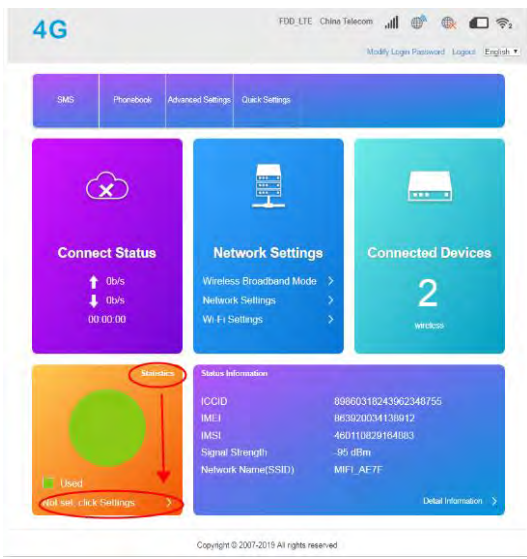 4G
FDD_LTE China Telecom 2
Modify Login Password Logout English
SMS Phonebook Advanced Settings Quick Settings
Connect Status
0b/s
0b/s
00:00:00
Network Settings
Wireless Broadband Mode >
Network Settings >
Wi-Fi Settings >
Connected Devices
2
wireless
Statistics
Used
Not set, click Settings >
Status Information
ICCID 89860318243962348755
IMEI 863920034138912
IMSI 460110829164883
Signal Strength -95 dBm
Network Name(SSID) MIFI_AE7F
Detail Information >
Copyright © 2007-2019 All rights reserved